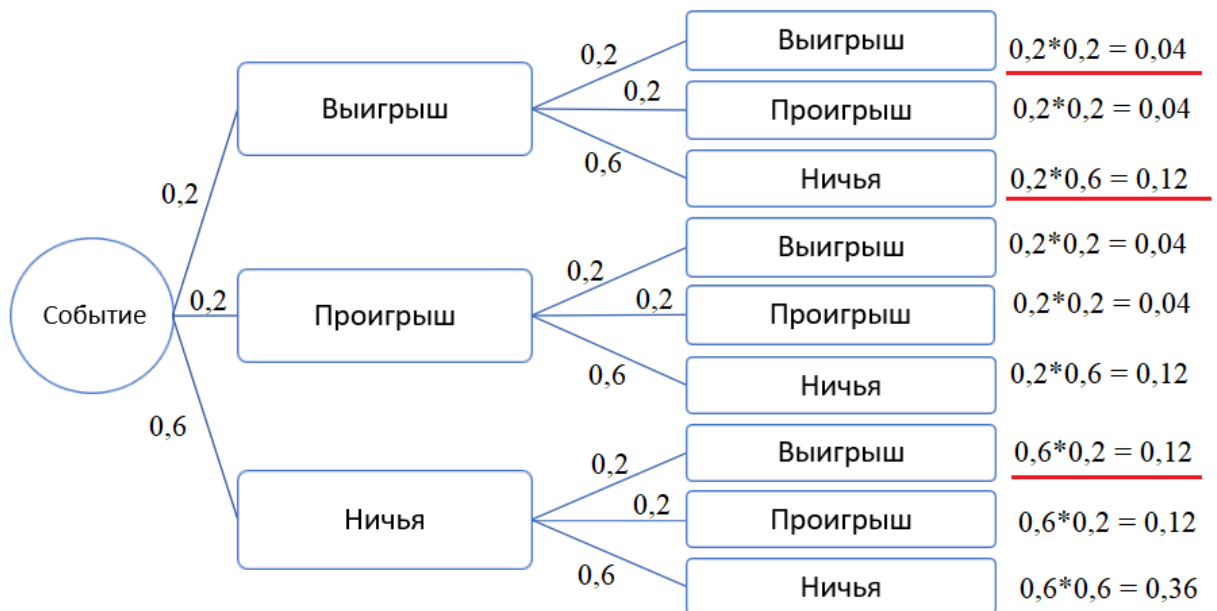 Выигрыш
0,2*0,2 = 0,04
0,2
Проигрыш
0,2*0,2 = 0,04
0,2
Выигрыш
0,6
Ничья
0,2*0,6 = 0,12
0,2
Выигрыш
0,2*0,2 = 0,04
0,2
Событие
0,2
Проигрыш
0,2
Проигрыш
0,2*0,2 = 0,04
0,6
Ничья
0,2*0,6 = 0,12
0,6
Выигрыш
0,6*0,2 = 0,12
0,2
Ничья
0,2
Проигрыш
0,6*0,2 = 0,12
0,6
Ничья
0,6*0,6 = 0,36